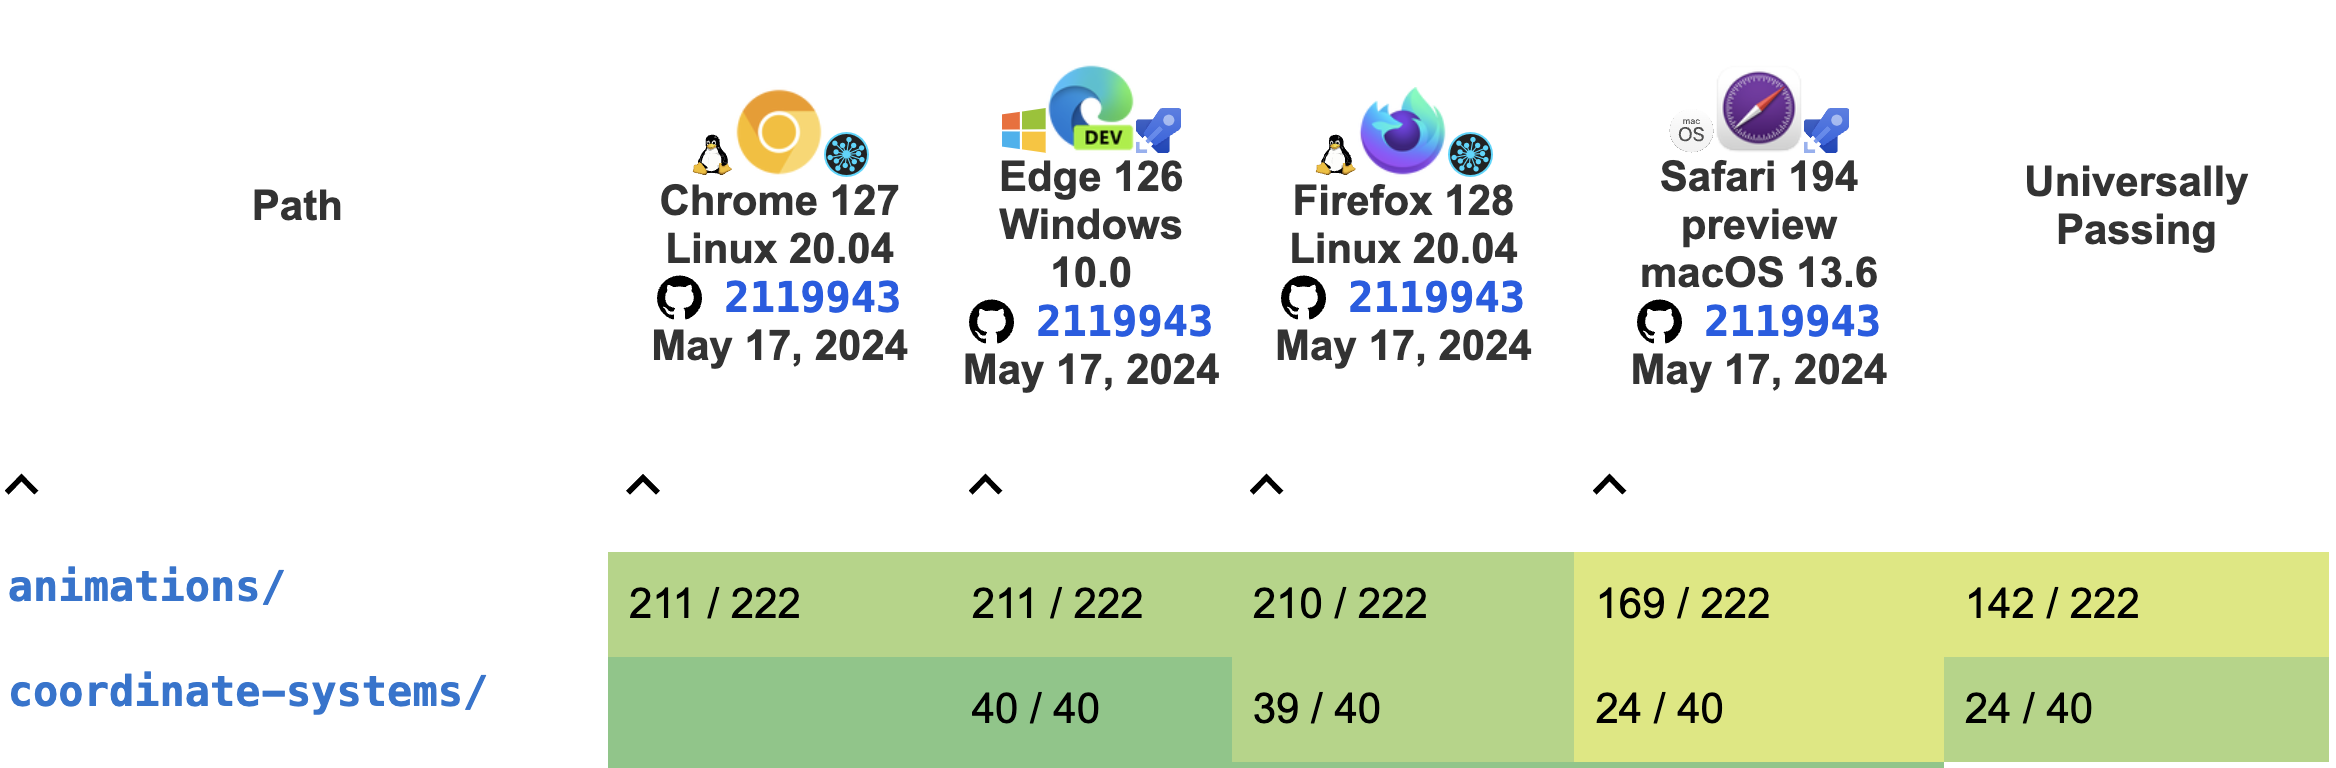 Path
Chrome 127
Linux 20.04
2119943
May 17, 2024
DEV
Edge 126
Windows
10.0
2119943
May 17, 2024
Firefox 128
Linux 20.04
2119943
May 17, 2024
mac
OS
Safari 194
preview
macOS 13.6
2119943
May 17, 2024
Universally
Passing
animations/
211 / 222
211 / 222
210 / 222
169 / 222
142 / 222
coordinate-systems/
40 / 40
39 / 40
24 / 40
24 / 40